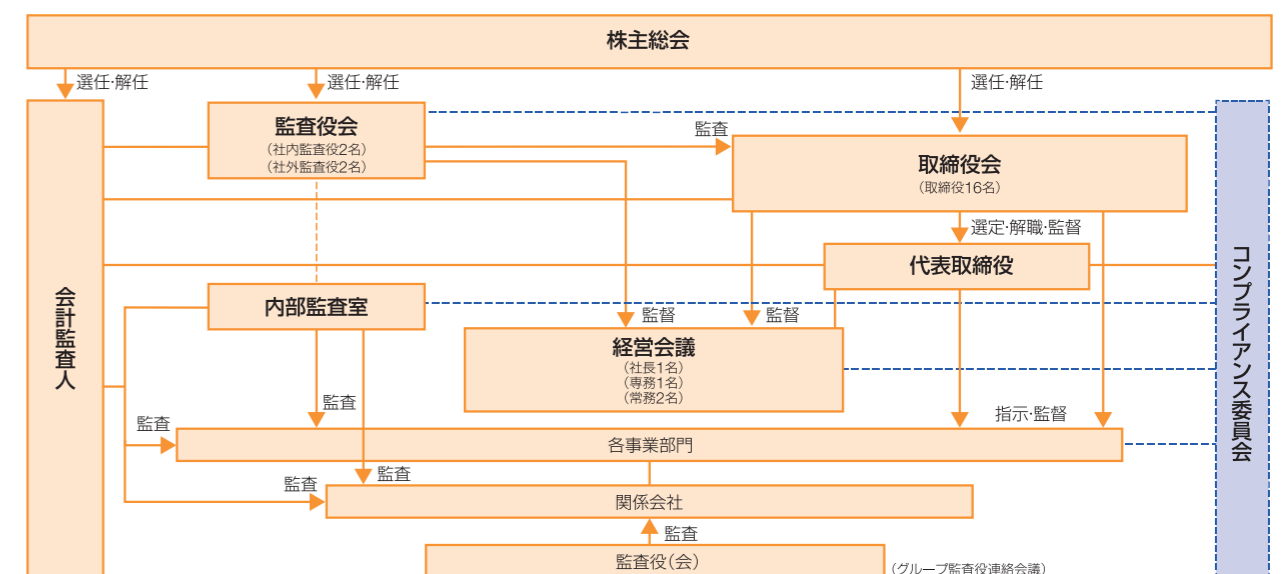 株主総会
選任・解任
選任・解任
選任・解任
監査役会
（社内監査役2名）
（社外監査役2名）
監査
取締役会
（取締役16名）
選定・解職・監督
代表取締役
コンプライアンス委員会
会計監査人
内部監査室
監督
監督
経営会議
（社長1名）
（専務1名）
（常務2名）
監査
指示・監督
監査
各事業部門
監査
監査
関係会社
監査
監査役（会）
（グループ監査役連絡会議）